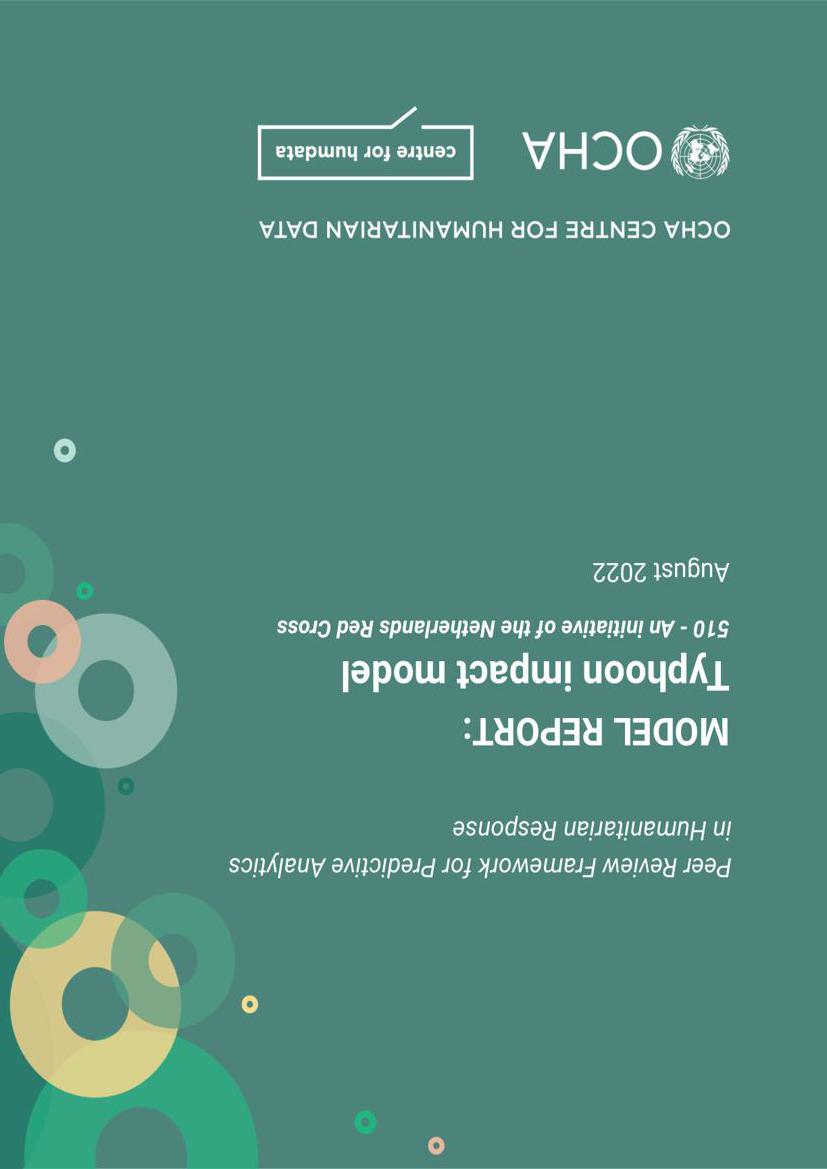 Peer Review Framework for Predictive Analytics
in Humanitarian Response
MODEL REPORT:
Typhoon impact model
510 - An initiative of the Netherlands Red Cross
August 2022
OCHA CENTRE FOR HUMANITARIAN DATA
OCHA
centre for humdata